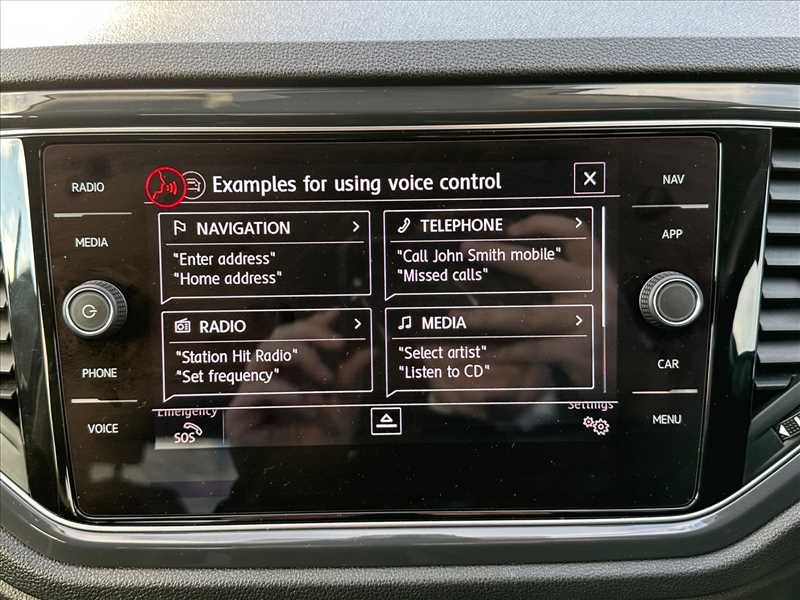 RADIO
MEDIA
PHONE
VOICE
Examples for using voice control
NAVIGATION
"Enter address"
"Home address"
TELEPHONE
"Call John Smith mobile"
"Missed calls"
RADIO
"Station Hit Radio"
"Set frequency"
MEDIA
"Select artist"
"Listen to CD"
Emergency
SOS
Settings
NAV
APP
CAR
MENU